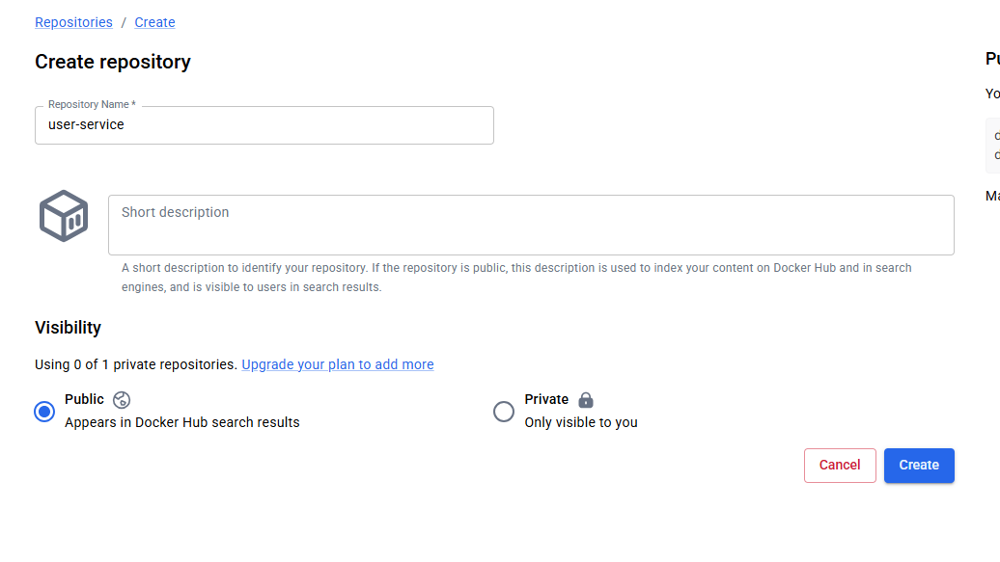 Repositories / Create
Create repository
Repository Name *
user-service
Short description
A short description to identify your repository. If the repository is public, this description is used to index your content on Docker Hub and in search
engines, and is visible to users in search results.
Visibility
Using 0 of 1 private repositories. Upgrade your plan to add more
Public
Appears in Docker Hub search results
Private
Only visible to you
Cancel
Create